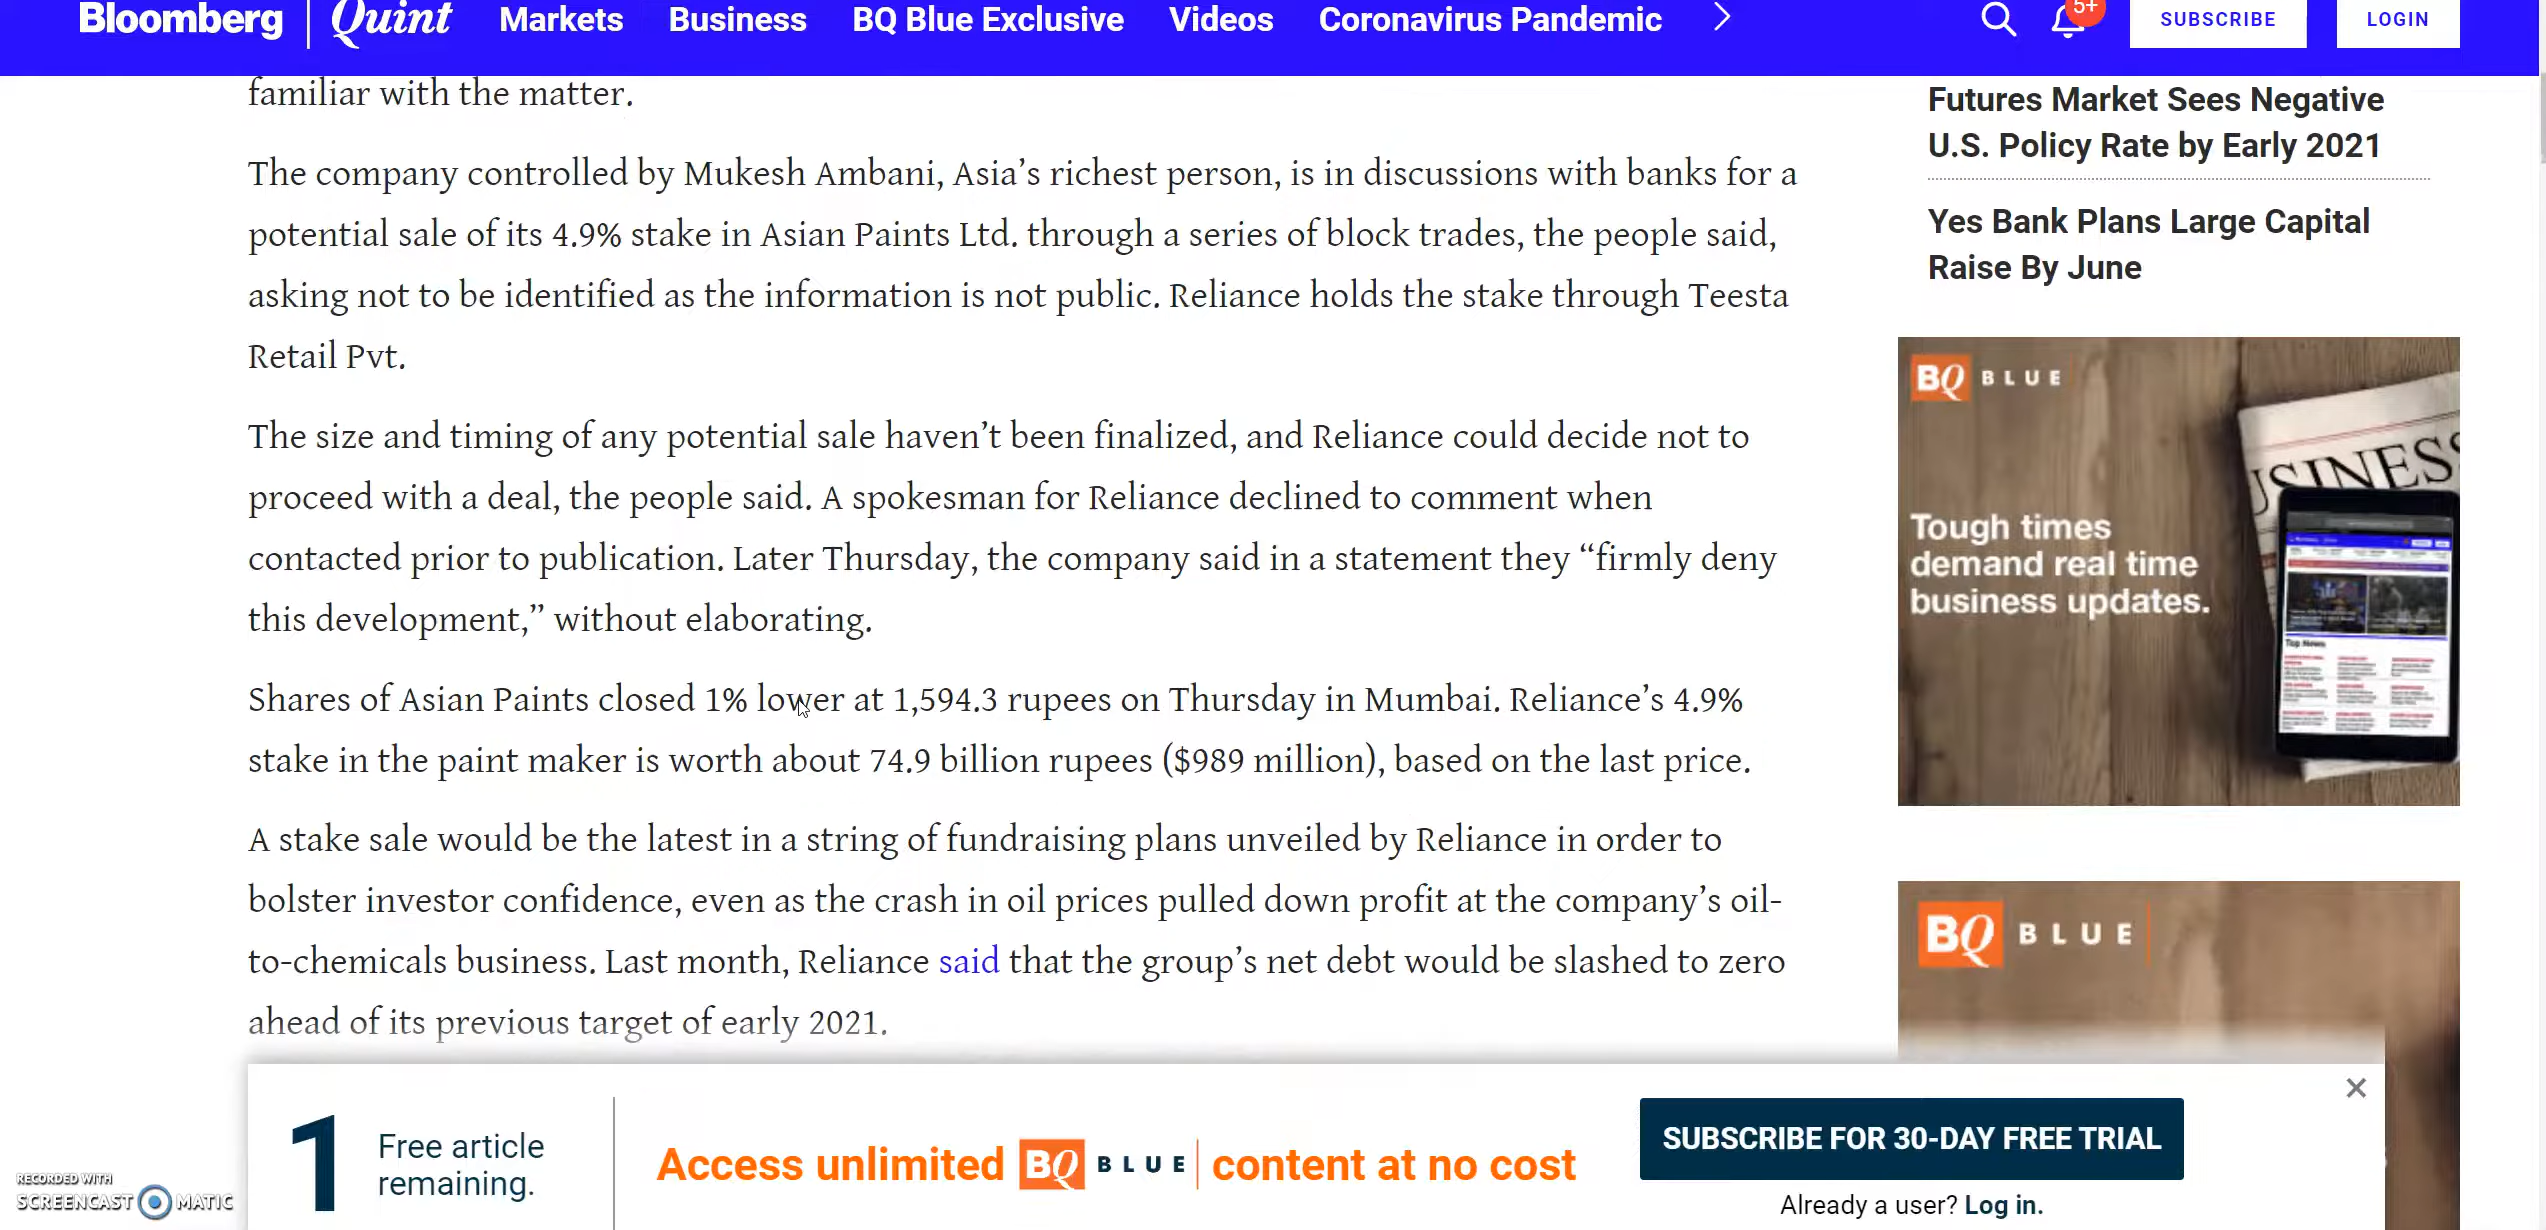 Bloomberg | Quint Markets Business BQ Blue Exclusive Videos Coronavirus Pandemic 5+ SUBSCRIBE LOGIN
familiar with the matter.
The company controlled by Mukesh Ambani, Asia’s richest person, is in discussions with banks for a
potential sale of its 4.9% stake in Asian Paints Ltd. through a series of block trades, the people said,
asking not to be identified as the information is not public. Reliance holds the stake through Teesta
Retail Pvt.
The size and timing of any potential sale haven’t been finalized, and Reliance could decide not to
proceed with a deal, the people said. A spokesman for Reliance declined to comment when
contacted prior to publication. Later Thursday, the company said in a statement they “firmly deny
this development,” without elaborating.
Shares of Asian Paints closed 1% lower at 1,594.3 rupees on Thursday in Mumbai. Reliance’s 4.9%
stake in the paint maker is worth about 74.9 billion rupees ($989 million), based on the last price.
A stake sale would be the latest in a string of fundraising plans unveiled by Reliance in order to
bolster investor confidence, even as the crash in oil prices pulled down profit at the company’s oil-
to-chemicals business. Last month, Reliance said that the group’s net debt would be slashed to zero
ahead of its previous target of early 2021.
Futures Market Sees Negative
U.S. Policy Rate by Early 2021
Yes Bank Plans Large Capital
Raise By June
BQ BLUE
Tough times
demand real time
business updates.
Top News
BQ BLUE
1 Free article
remaining.
Access unlimited BQ BLUE | content at no cost
SUBSCRIBE FOR 30-DAY FREE TRIAL
Already a user? Log in.
RECORDED WITH
SCREENCAST MATIC